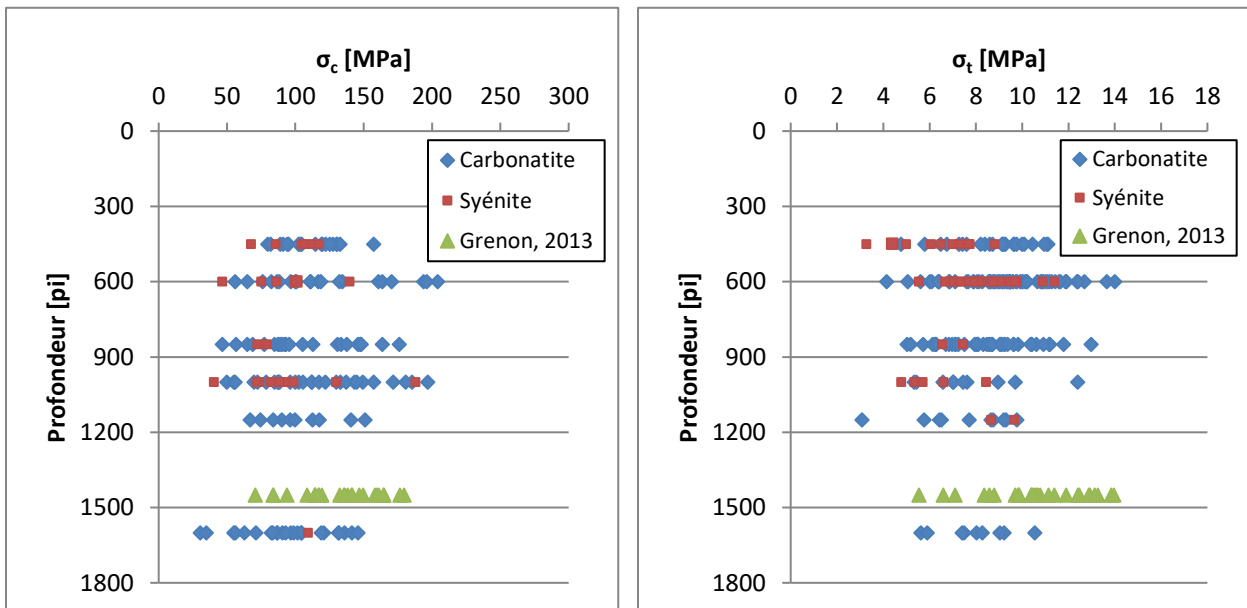 σc [MPa]
0 50 100 150 200 250 300
0
300
600
900
1200
1500
1800
Profondeur [pi]
Carbonatite
Syénite
Grenon, 2013
σt [MPa]
0 2 4 6 8 10 12 14 16 18
0
300
600
900
1200
1500
1800
Profondeur [pi]
Carbonatite
Syénite
Grenon, 2013